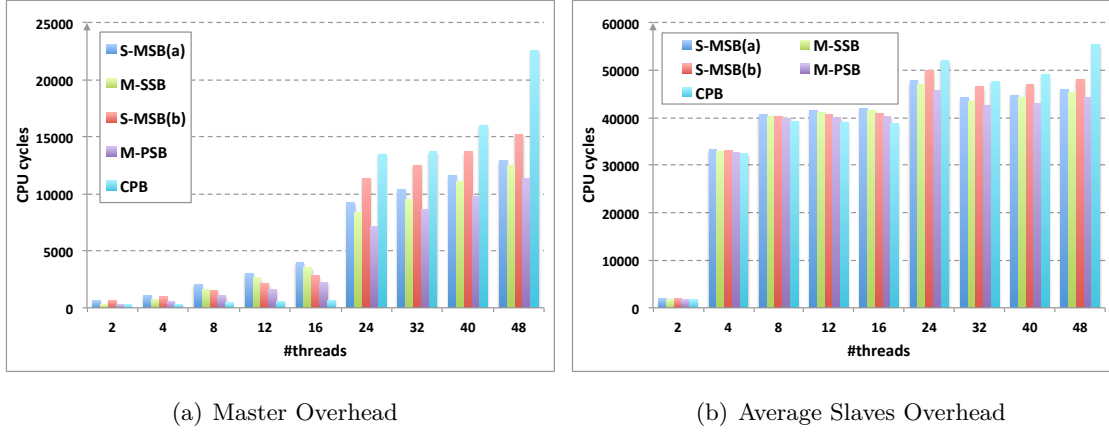 25000
20000
15000
10000
5000
0
CPU cycles
S-MSB(a)
M-SSB
S-MSB(b)
M-PSB
CPB
2 4 8 12 16 24 32 40 48
#threads
(a) Master Overhead
60000
50000
40000
30000
20000
10000
0
CPU cycles
S-MSB(a) M-SSB
S-MSB(b) M-PSB
CPB
2 4 8 12 16 24 32 40 48
#threads
(b) Average Slaves Overhead